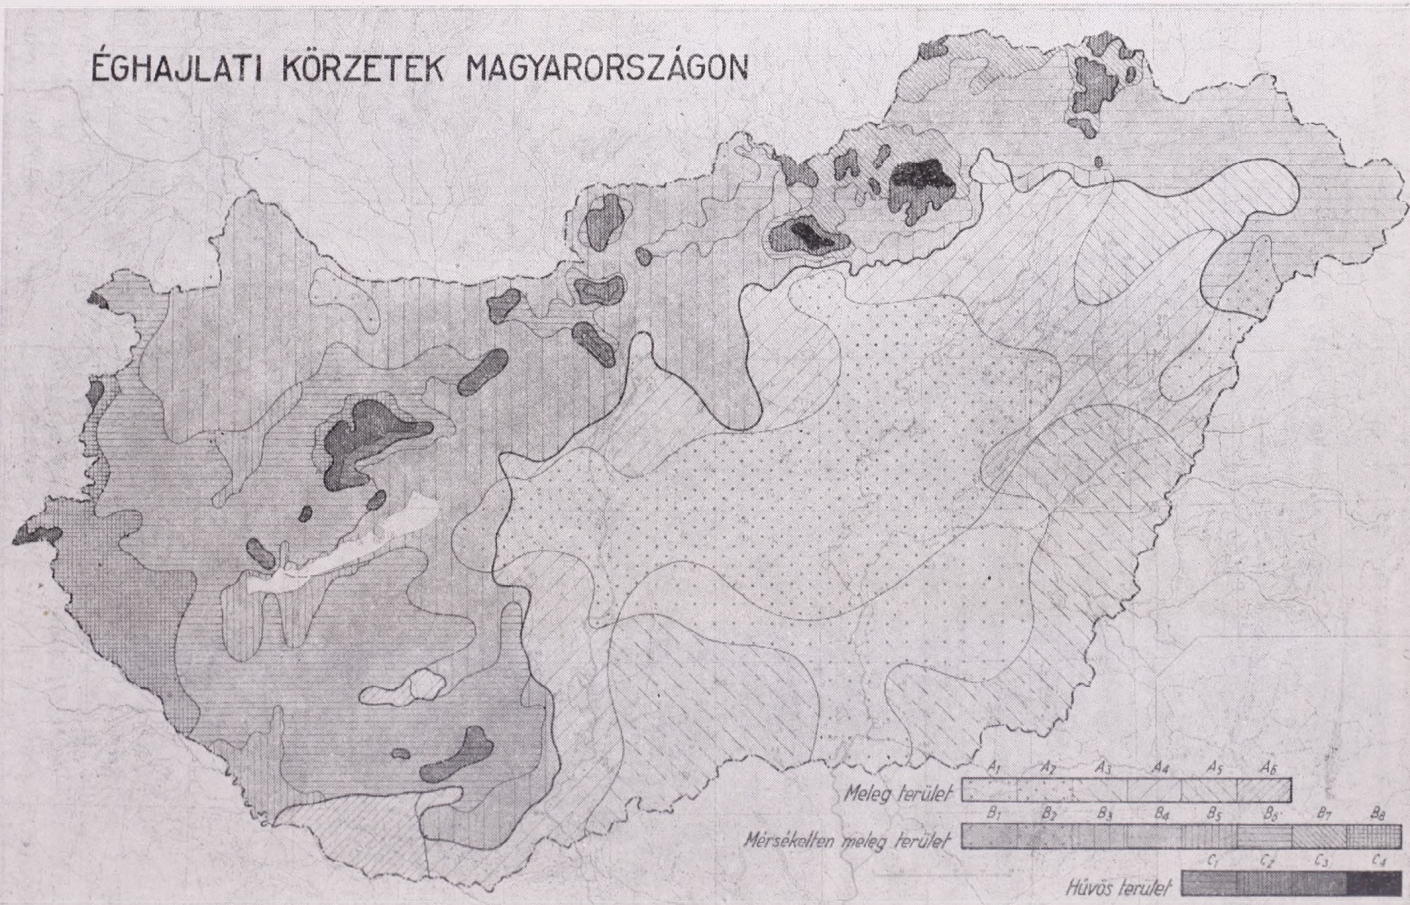 ÉGHAJLATI KÖRZETEK MAGYARORSZÁGON
A1 A2 A3 A4 A5 A6
Meleg terület
B1 B2 B3 B4 B5 B6 B7 B8
Mérsékelten meleg terület
C1 C2 C3 C4
Hűvös terület